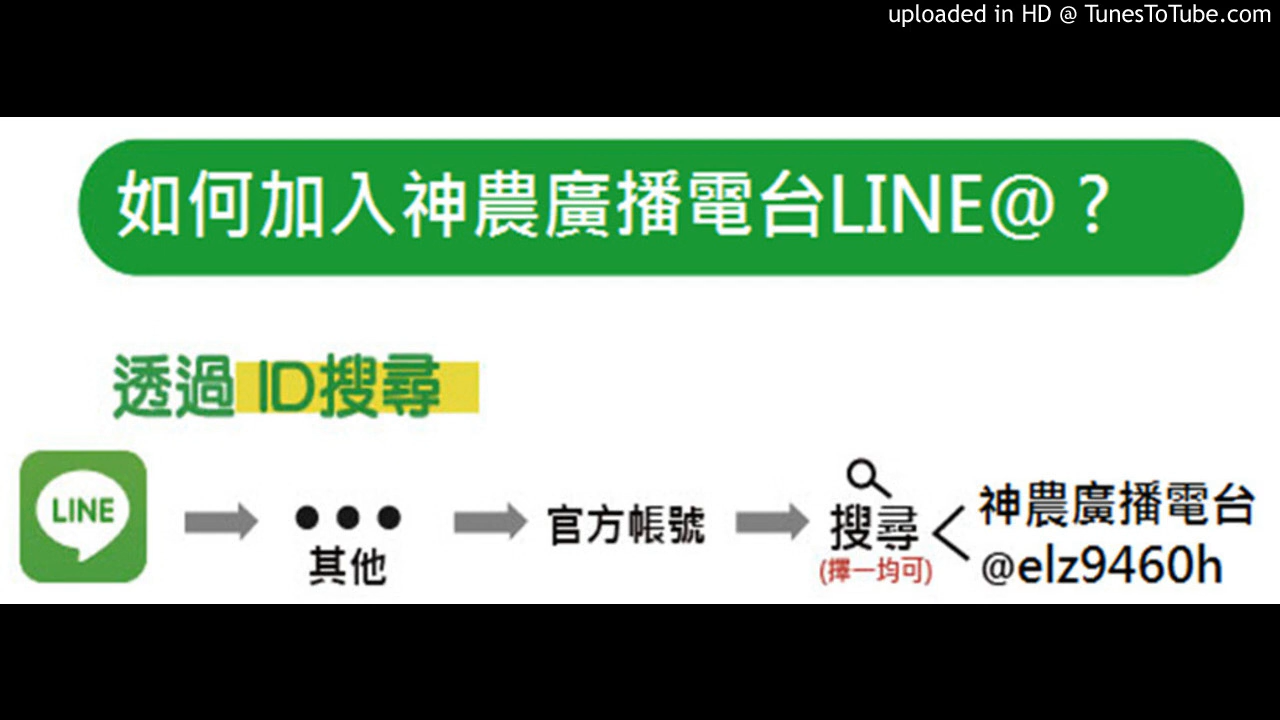 uploaded in HD @ TunesToTube.com
如何加入神農廣播電台LINE@？
透過 ID搜尋
LINE
其他
官方帳號
搜尋
(擇一均可)
神農廣播電台
@elz9460h